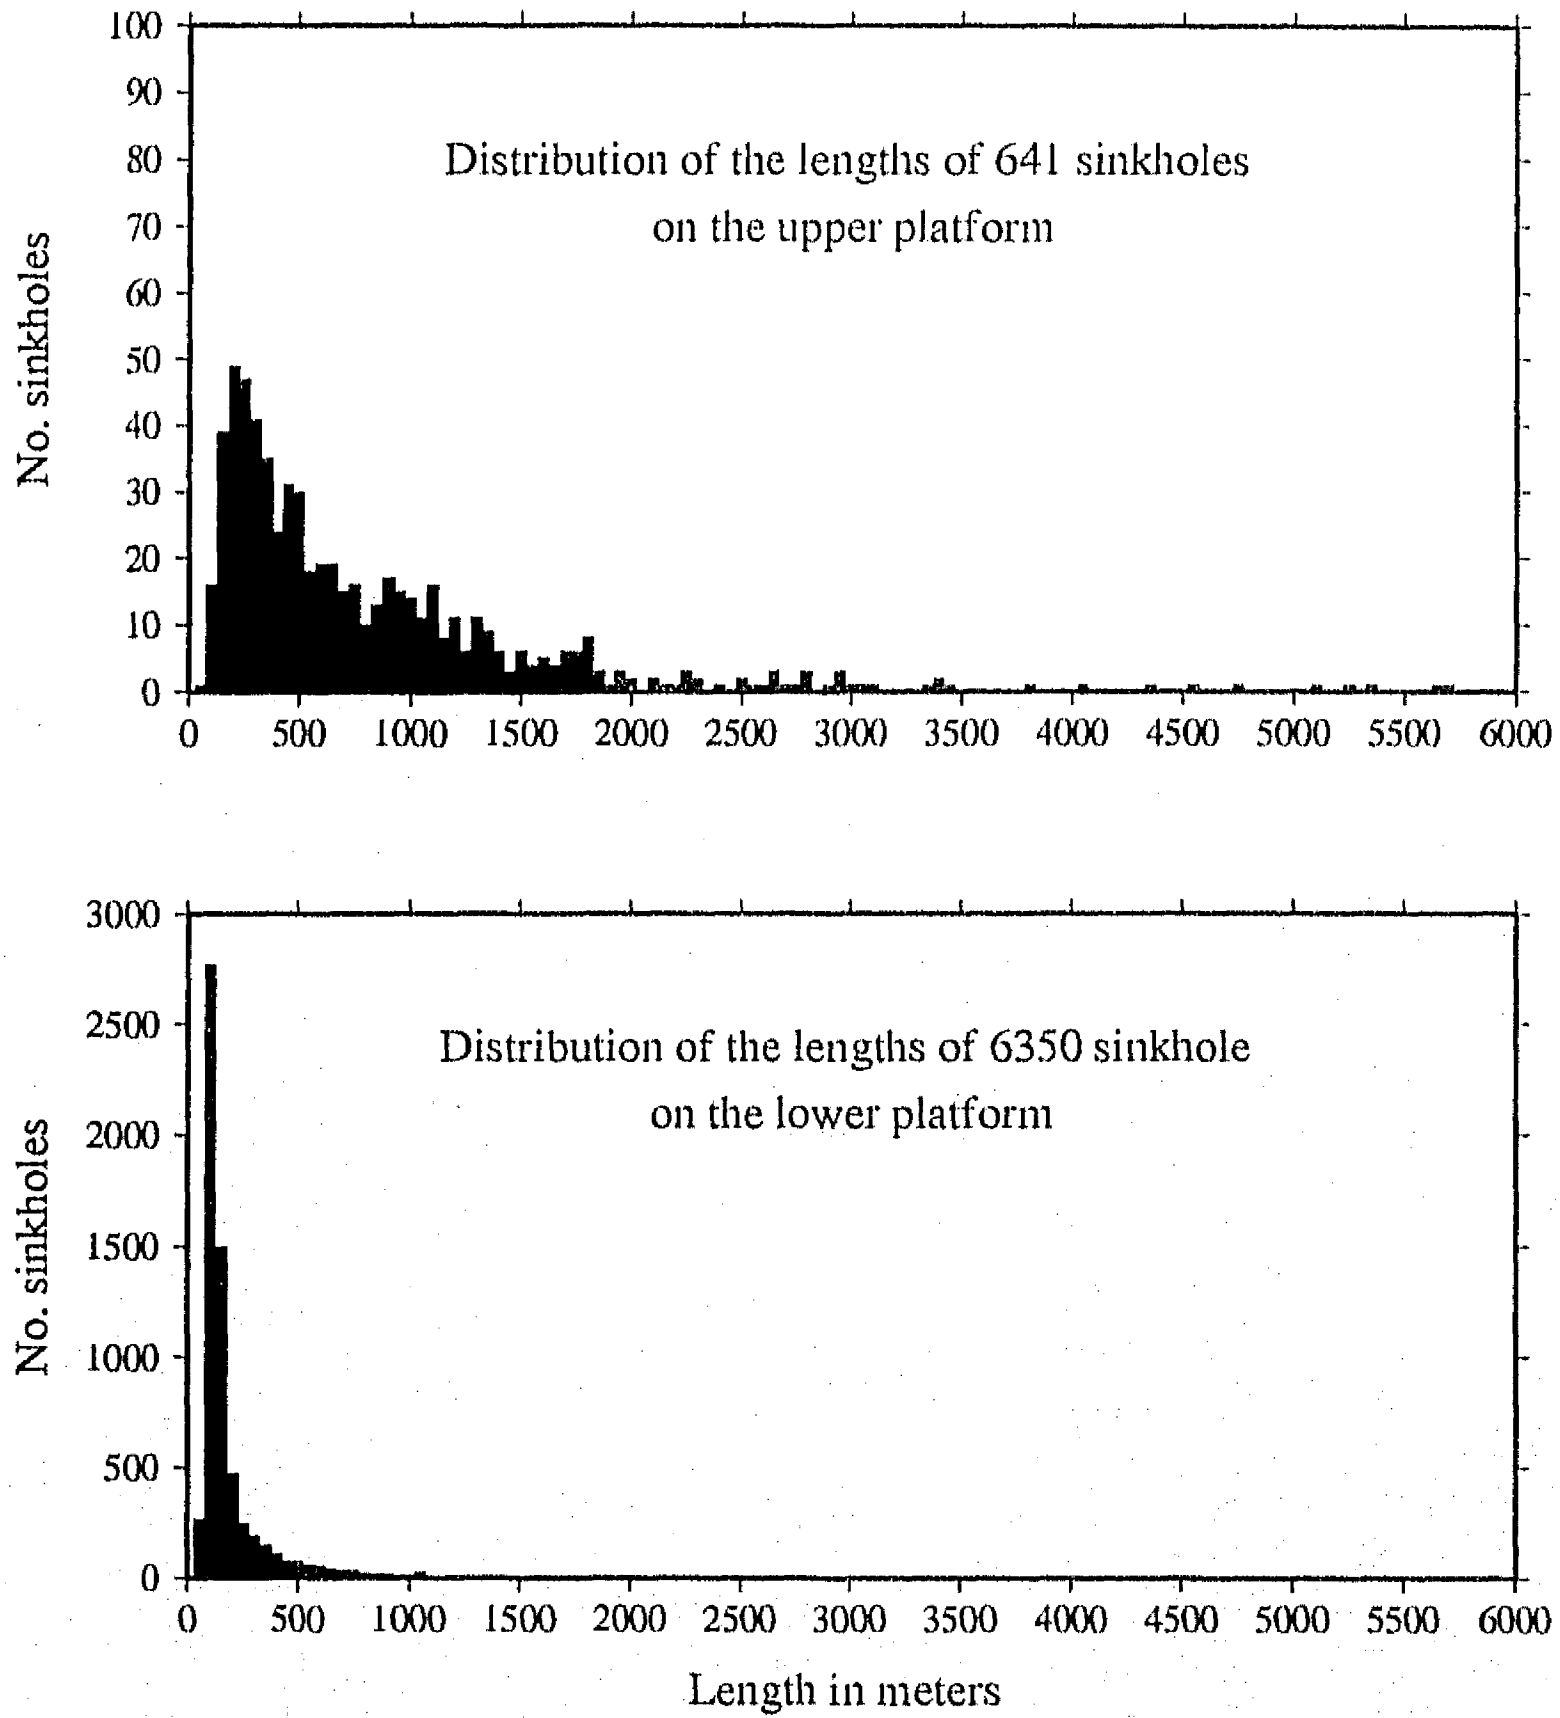 100
90
80
70
60
50
40
30
20
10
0
No. sinkholes
Distribution of the lengths of 641 sinkholes
on the upper platform
0 500 1000 1500 2000 2500 3000 3500 4000 4500 5000 5500 6000
3000
2500
2000
1500
1000
500
0
No. sinkholes
Distribution of the lengths of 6350 sinkhole
on the lower platform
0 500 1000 1500 2000 2500 3000 3500 4000 4500 5000 5500 6000
Length in meters